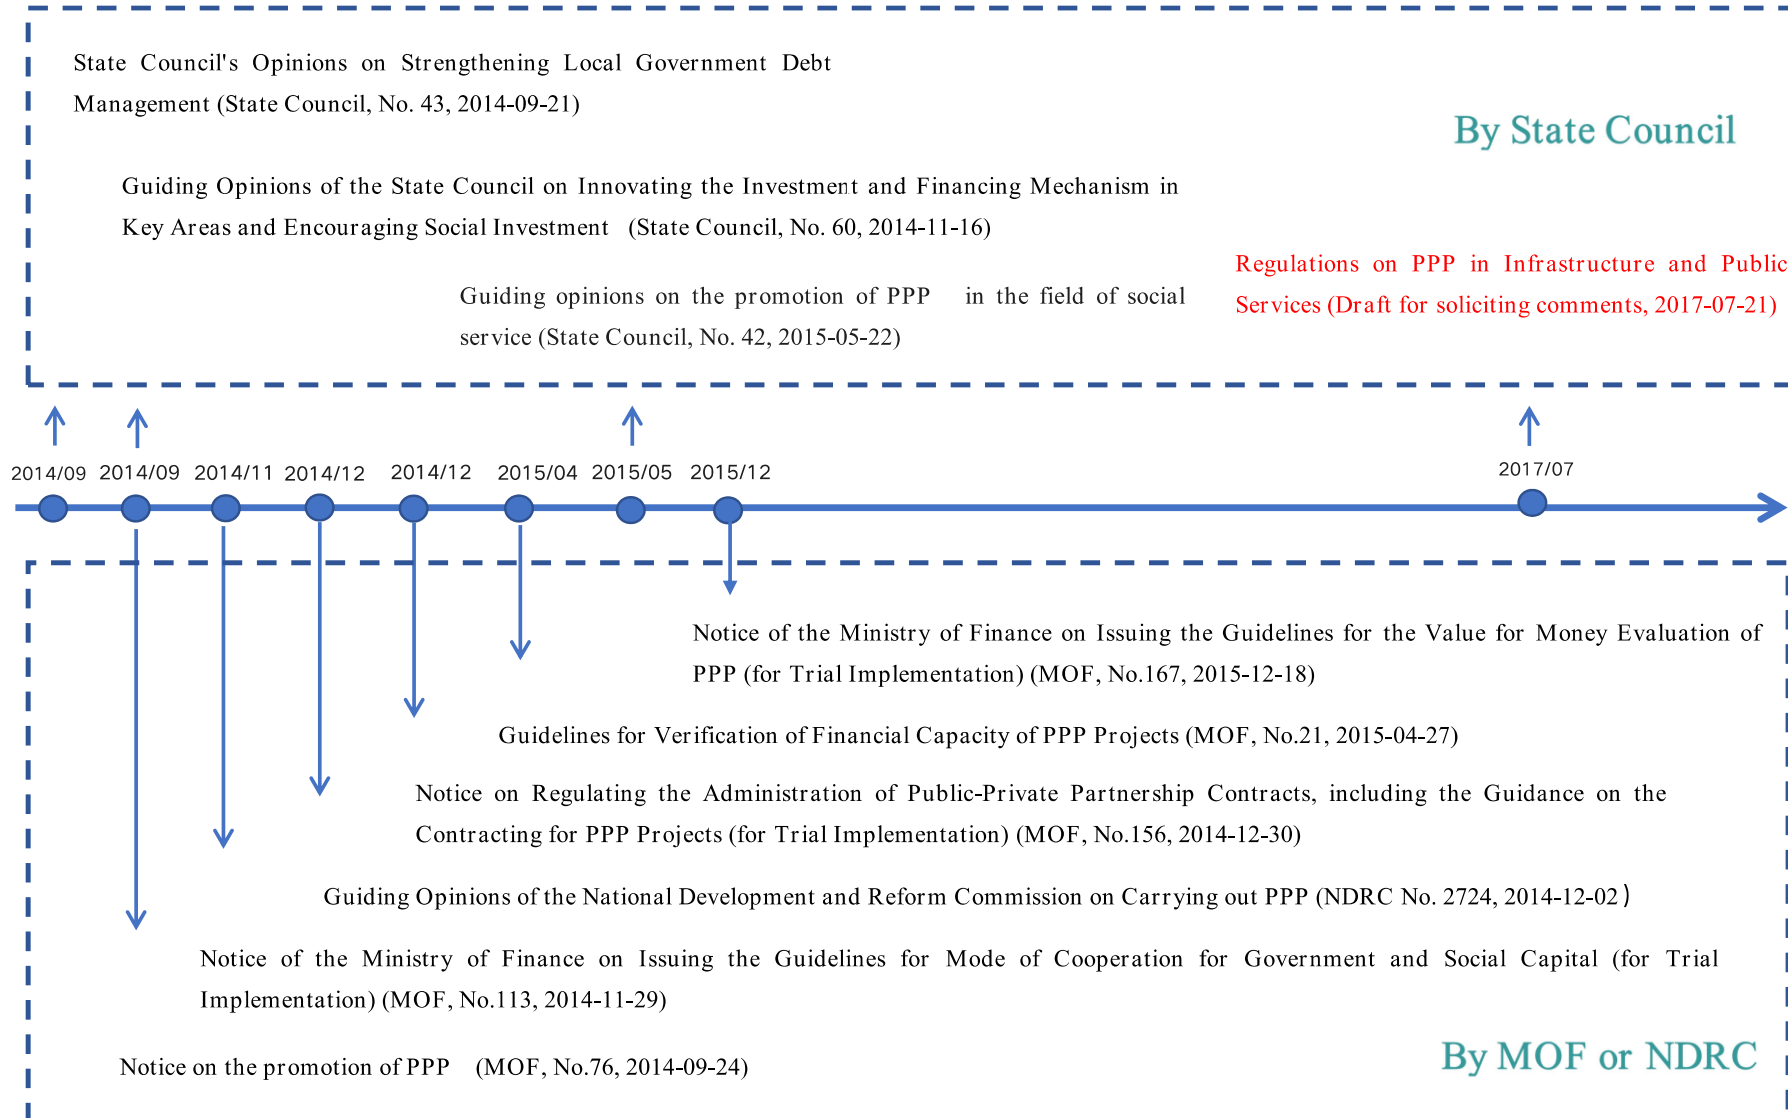 State Council's Opinions on Strengthening Local Government Debt
Management (State Council, No. 43, 2014-09-21)
By State Council
Guiding Opinions of the State Council on Innovating the Investment and Financing Mechanism in
Key Areas and Encouraging Social Investment (State Council, No. 60, 2014-11-16)
Regulations on PPP in Infrastructure and Public
Services (Draft for soliciting comments, 2017-07-21)
Guiding opinions on the promotion of PPP in the field of social
service (State Council, No. 42, 2015-05-22)
2014/09 2014/09 2014/11 2014/12 2014/12 2015/04 2015/05 2015/12 2017/07
Notice of the Ministry of Finance on Issuing the Guidelines for the Value for Money Evaluation of
PPP (for Trial Implementation) (MOF, No.167, 2015-12-18)
Guidelines for Verification of Financial Capacity of PPP Projects (MOF, No.21, 2015-04-27)
Notice on Regulating the Administration of Public-Private Partnership Contracts, including the Guidance on the
Contracting for PPP Projects (for Trial Implementation) (MOF, No.156, 2014-12-30)
Guiding Opinions of the National Development and Reform Commission on Carrying out PPP (NDRC No. 2724, 2014-12-02)
Notice of the Ministry of Finance on Issuing the Guidelines for Mode of Cooperation for Government and Social Capital (for Trial
Implementation) (MOF, No.113, 2014-11-29)
Notice on the promotion of PPP (MOF, No.76, 2014-09-24)
By MOF or NDRC